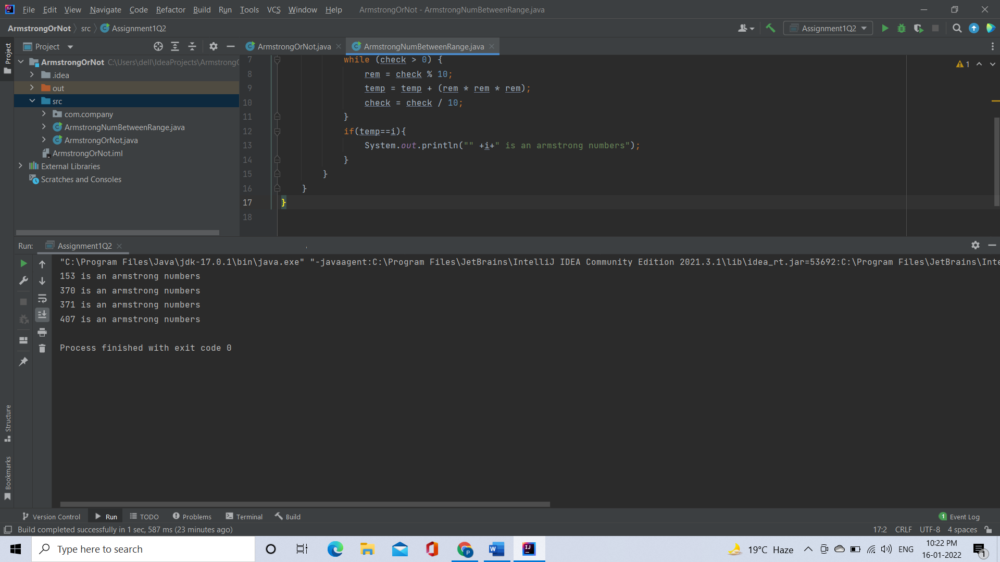 File Edit View Navigate Code Refactor Build Run Tools VCS Window Help ArmstrongOrNot - ArmstrongNumBetweenRange.java
ArmstrongOrNot src Assignment1Q2 Assignment1Q2
Project
Project
ArmstrongOrNot.java ArmstrongNumBetweenRange.java
ArmstrongOrNot C:\Users\dell\IdeaProjects\Armstrong
.idea
out
src
com.company
ArmstrongNumBetweenRange.java
ArmstrongOrNot.java
ArmstrongOrNot.iml
External Libraries
Scratches and Consoles
7 while (check > 0) {
8 rem = check % 10;
9 temp = temp + (rem * rem * rem);
10 check = check / 10;
11 }
12 if(temp==i){
13 System.out.println("" +i+" is an armstrong numbers");
14 }
15 }
16 }
17 }
18
1
Run: Assignment1Q2
"C:\Program Files\Java\jdk-17.0.1\bin\java.exe" "-javaagent:C:\Program Files\JetBrains\IntelliJ IDEA Community Edition 2021.3.1\lib\idea_rt.jar=53692:C:\Program Files\JetBrains\Inte
153 is an armstrong numbers
370 is an armstrong numbers
371 is an armstrong numbers
407 is an armstrong numbers
Process finished with exit code 0
Structure
Bookmarks
Version Control Run TODO Problems Terminal Build 1 Event Log
Build completed successfully in 1 sec, 587 ms (23 minutes ago) 17:2 CRLF UTF-8 4 spaces
Type here to search
19°C Haze ENG
10:22 PM
16-01-2022
1